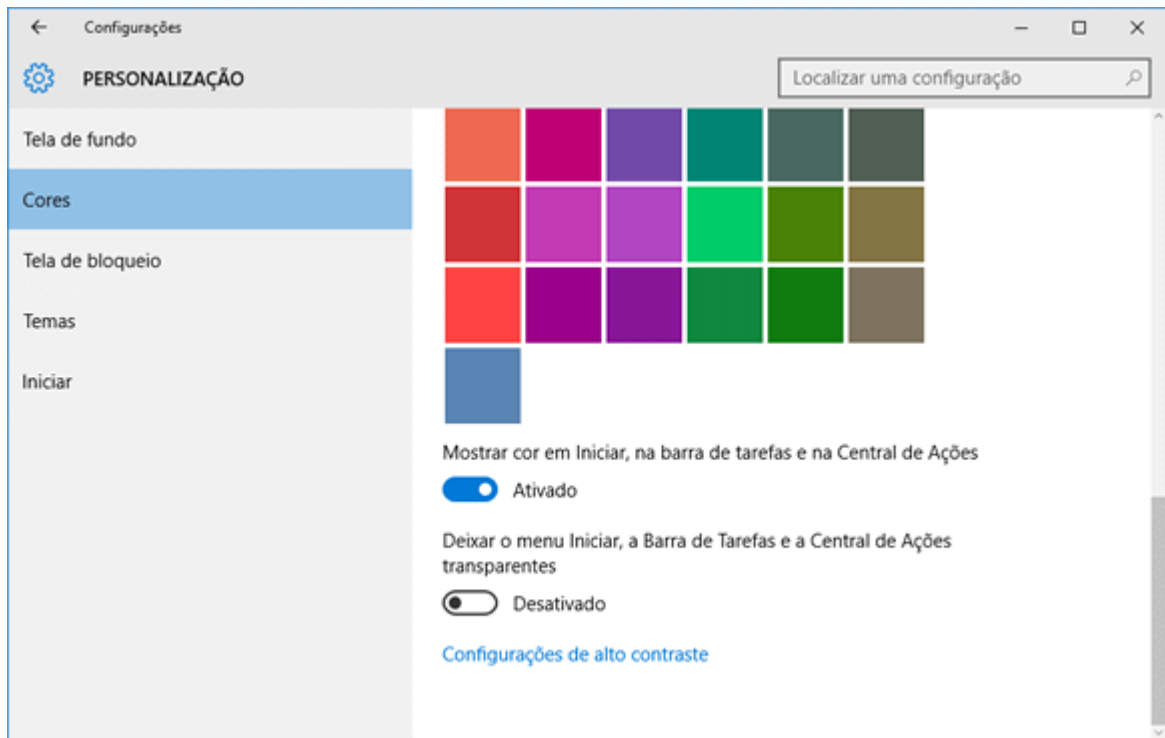 Configurações
PERSONALIZAÇÃO
Localizar uma configuração
Tela de fundo
Cores
Tela de bloqueio
Temas
Iniciar
Mostrar cor em Iniciar, na barra de tarefas e na Central de Ações
Ativado
Deixar o menu Iniciar, a Barra de Tarefas e a Central de Ações
transparentes
Desativado
Configurações de alto contraste